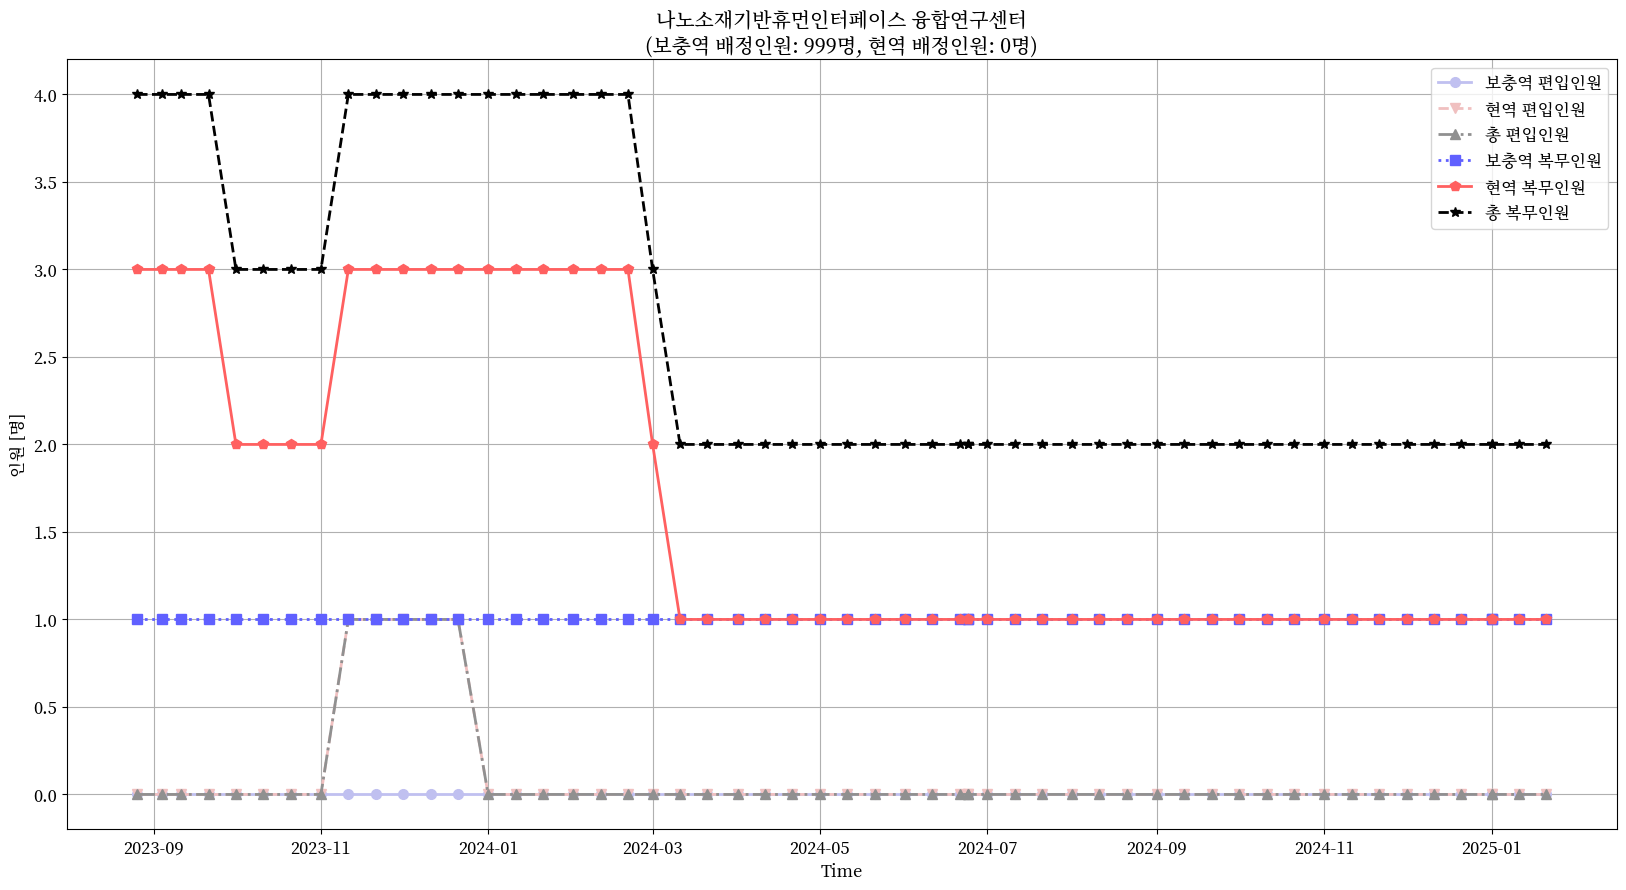 나노소재기반휴먼인터페이스 융합연구센터
(보충역 배정인원: 999명, 현역 배정인원: 0명)
보충역 편입인원
현역 편입인원
총 편입인원
보충역 복무인원
현역 복무인원
총 복무인원
인원 [명]
4.0
3.5
3.0
2.5
2.0
1.5
1.0
0.5
0.0
2023-09 2023-11 2024-01 2024-03 2024-05 2024-07 2024-09 2024-11 2025-01
Time